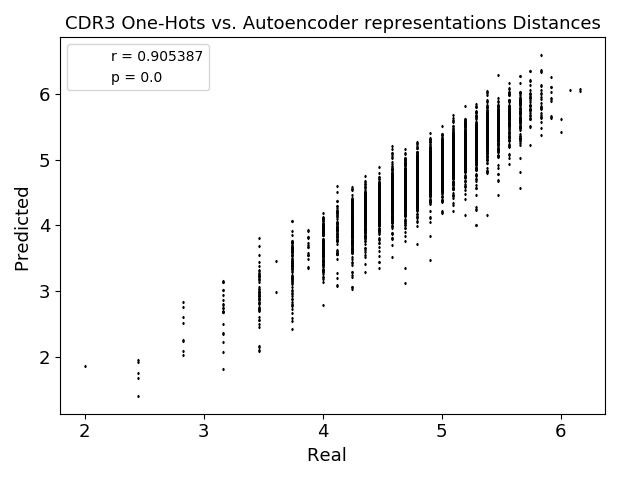 CDR3 One-Hots vs. Autoencoder representations Distances
r = 0.905387
p = 0.0
6
5
4
3
2
Predicted
2 3 4 5 6
Real